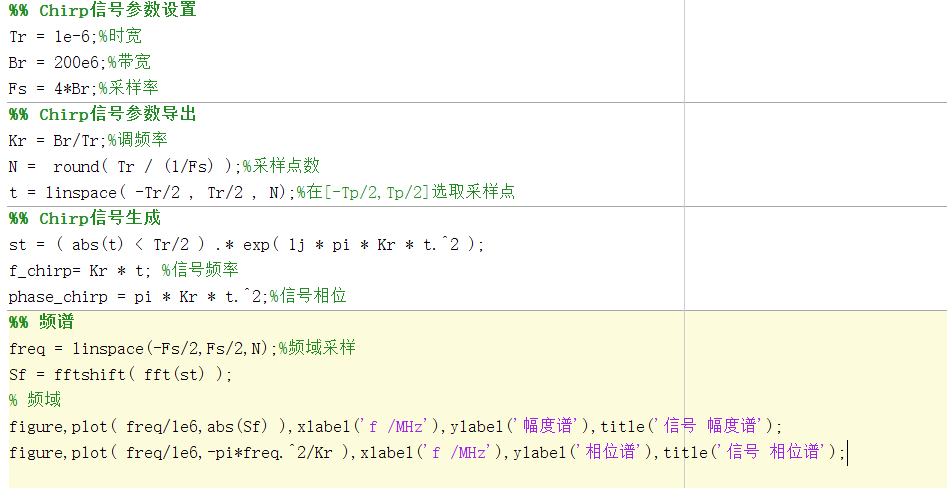 %% Chirp信号参数设置
Tr = 1e-6;%时宽
Br = 200e6;%带宽
Fs = 4*Br;%采样率
%% Chirp信号参数导出
Kr = Br/Tr;%调频率
N =  round( Tr / (1/Fs) );%采样点数
t = linspace( -Tr/2 , Tr/2 , N);%在[-Tp/2,Tp/2]选取采样点
%% Chirp信号生成
st = ( abs(t) < Tr/2 ) .* exp( 1j * pi * Kr * t.^2 );
f_chirp= Kr * t; %信号频率
phase_chirp = pi * Kr * t.^2;%信号相位
%% 频谱
freq = linspace(-Fs/2,Fs/2,N);%频域采样
Sf = fftshift( fft(st) );
% 频域
figure,plot( freq/1e6,abs(Sf) ),xlabel('f /MHz'),ylabel('幅度谱'),title('信号 幅度谱');
figure,plot( freq/1e6,-pi*freq.^2/Kr ),xlabel('f /MHz'),ylabel('相位谱'),title('信号 相位谱');